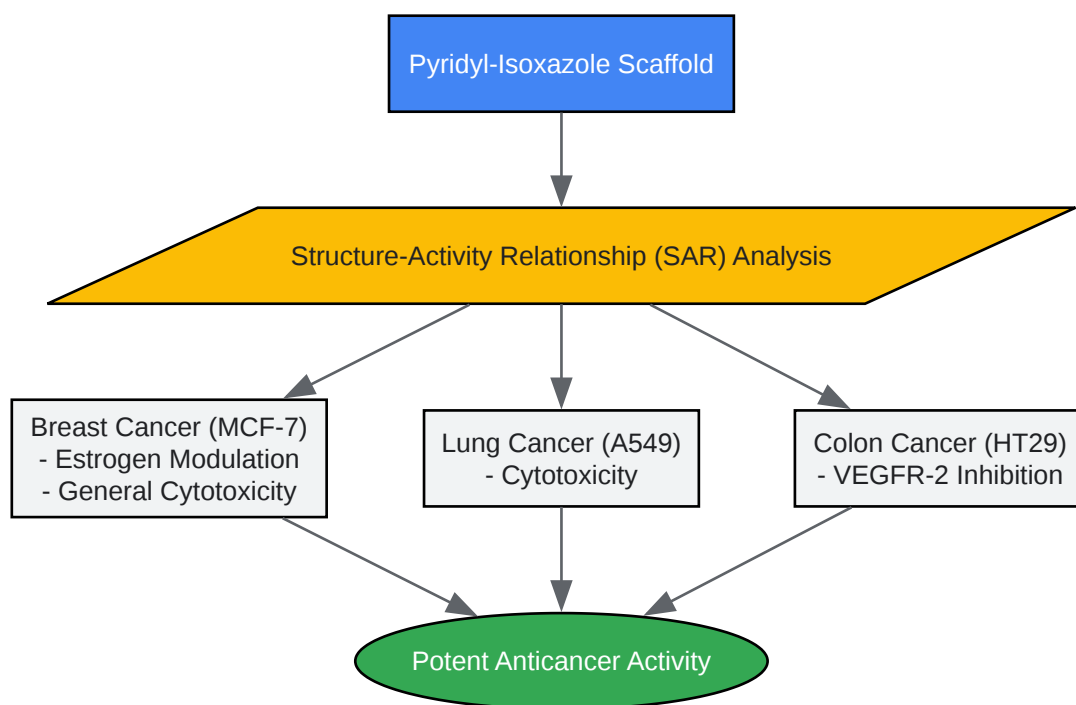 Pyridyl-Isoxazole Scaffold
Structure-Activity Relationship (SAR) Analysis
Breast Cancer (MCF-7)
- Estrogen Modulation
- General Cytotoxicity
Lung Cancer (A549)
- Cytotoxicity
Colon Cancer (HT29)
- VEGFR-2 Inhibition
Potent Anticancer Activity